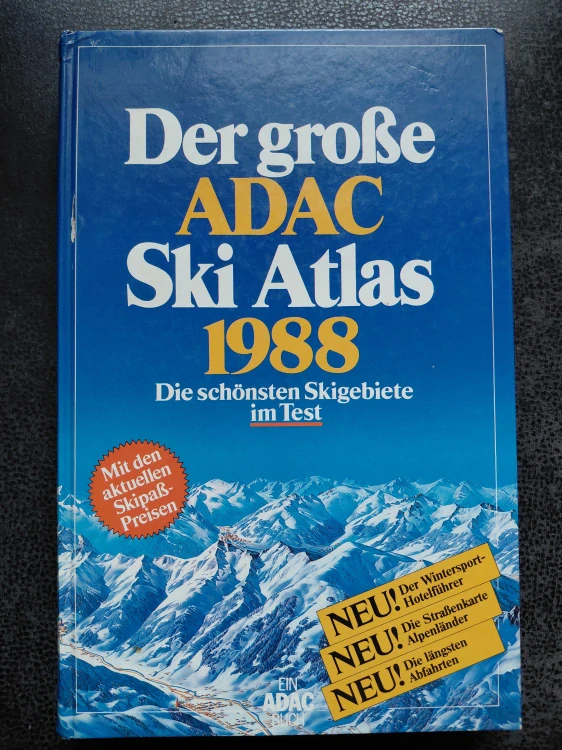 Der große
ADAC
Ski Atlas
1988
Die schönsten Skigebiete
im Test
Mit den
aktuellen
Skipaß-
Preisen
NEU! Der Wintersport-
Hotelführer
NEU! Die Straßenkarte
Alpenländer
NEU! Die längsten
Abfahrten
EIN
ADAC
BUCH